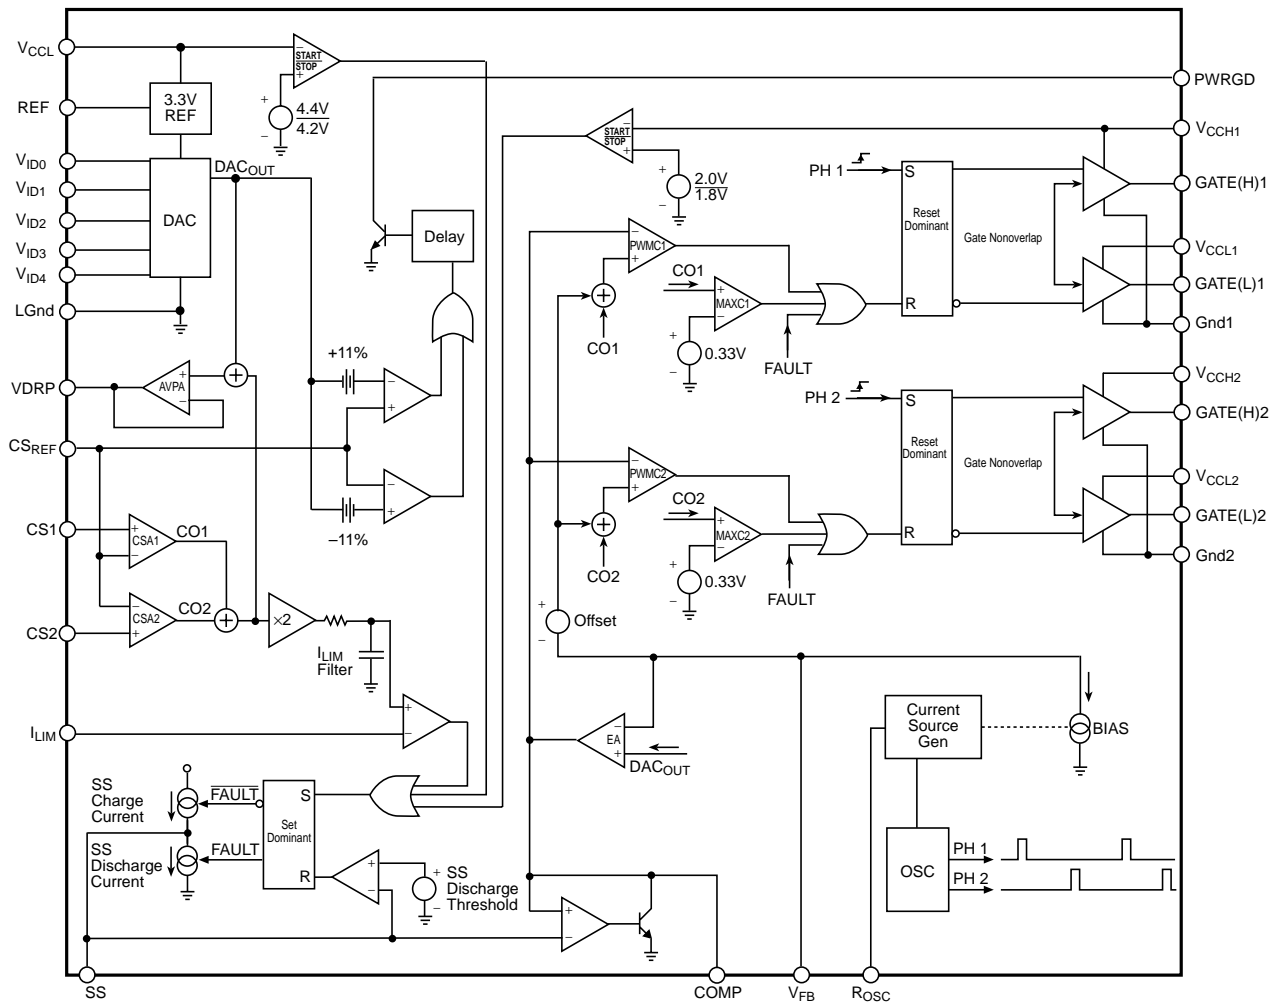 VCCL
START
STOP
3.3V
REF
4.4V
4.2V
REF
PWRGD
VCCH1
START
STOP
2.0V
1.8V
VID0
VID1
VID2
VID3
VID4
DAC
DACOUT
LGnd
Delay
PH 1
S
Reset
Dominant
R
Gate Nonoverlap
GATE(H)1
VCCL1
GATE(L)1
Gnd1
PWMC1
CO1
CO1
MAXC1
0.33V
FAULT
+11%
−11%
VDRP
AVPA
CSREF
CS1
CSA1
CO1
CS2
CSA2
CO2
×2
ILIM
Filter
PH 2
S
Reset
Dominant
R
Gate Nonoverlap
VCCH2
GATE(H)2
VCCL2
GATE(L)2
Gnd2
PWMC2
CO2
CO2
MAXC2
0.33V
FAULT
Offset
ILIM
EA
DACOUT
Current
Source
Gen
BIAS
SS
Charge
Current
FAULT
S
Set
Dominant
R
SS
Discharge
Current
FAULT
SS
Discharge
Threshold
OSC
PH 1
PH 2
SS
COMP
VFB
ROSC